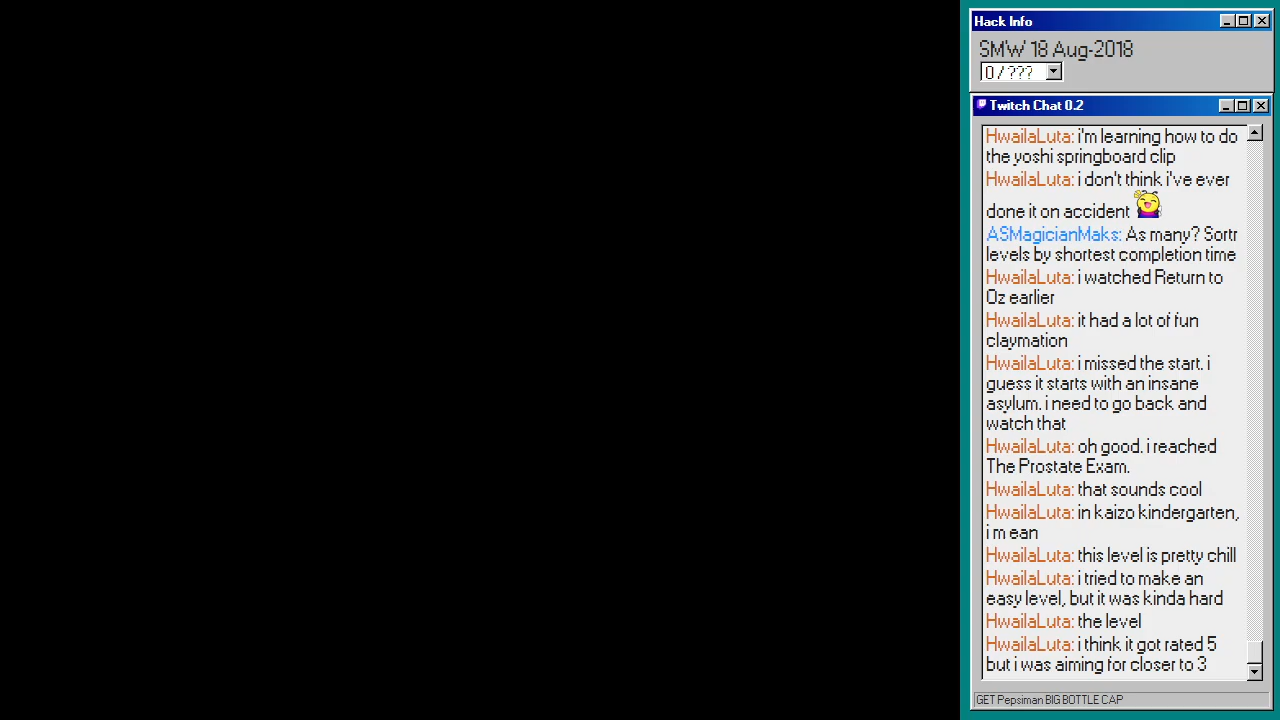 Hack Info
SMW 18 Aug-2018
0 / ???
Twitch Chat 0.2
HwailaLuta: i'm learning how to do
the yoshi springboard clip
HwailaLuta: i don't think i've ever
done it on accident
ASMagicianMaks: As many? Sortr
levels by shortest completion time
HwailaLuta: i watched Return to
Oz earlier
HwailaLuta: it had a lot of fun
claymation
HwailaLuta: i missed the start. i
guess it starts with an insane
asylum. i need to go back and
watch that
HwailaLuta: oh good. i reached
The Prostate Exam.
HwailaLuta: that sounds cool
HwailaLuta: in kaizo kindergarten,
i m ean
HwailaLuta: this level is pretty chill
HwailaLuta: i tried to make an
easy level, but it was kinda hard
HwailaLuta: the level
HwailaLuta: i think it got rated 5
but i was aiming for closer to 3
GET Pepsiman BIG BOTTLE CAP